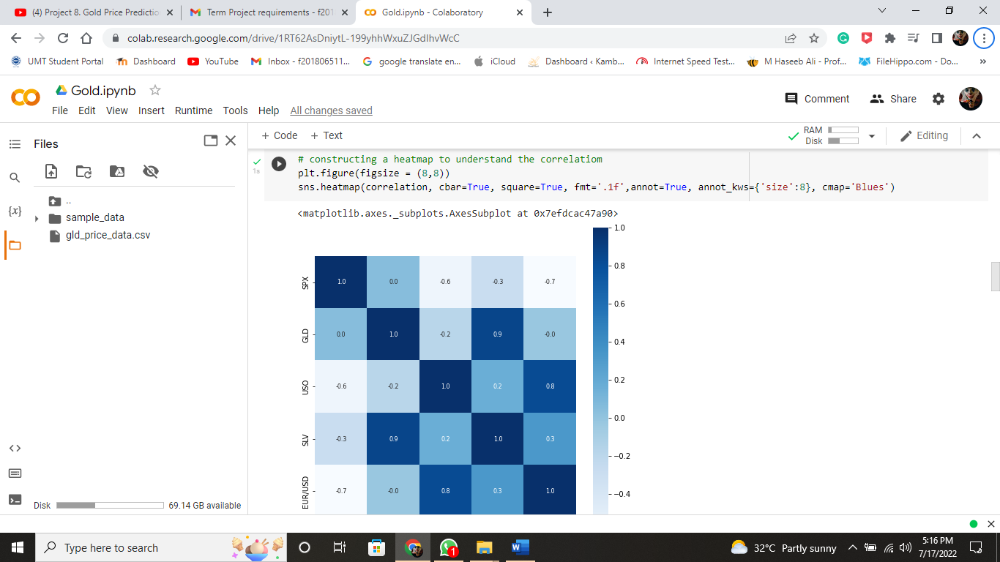 (4) Project 8. Gold Price Predictio
Term Project requirements - f201
Gold.ipynb - Colaboratory
colab.research.google.com/drive/1RT62AsDniytL-199yhhWxuZJGdIhvWcC
UMT Student Portal
Dashboard
YouTube
Inbox - f201806511...
google translate en...
iCloud
Dashboard ‹ Kamb...
Internet Speed Test...
M Haseeb Ali - Prof...
FileHippo.com - Do...
»
Gold.ipynb
Comment
Share
File Edit View Insert Runtime Tools Help All changes saved
Files
+ Code + Text
RAM
Disk
Editing
{x}
..
sample_data
gld_price_data.csv
1s
# constructing a heatmap to understand the correlatiom
plt.figure(figsize = (8,8))
sns.heatmap(correlation, cbar=True, square=True, fmt='.1f',annot=True, annot_kws={'size':8}, cmap='Blues')
<matplotlib.axes._subplots.AxesSubplot at 0x7efdcac47a90>
SPX 1.0 0.0 -0.6 -0.3 -0.7
GLD 0.0 1.0 -0.2 0.9 -0.0
USO -0.6 -0.2 1.0 0.2 0.8
SLV -0.3 0.9 0.2 1.0 0.3
EUR/USD -0.7 -0.0 0.8 0.3 1.0
1.0
0.8
0.6
0.4
0.2
0.0
−0.2
−0.4
Disk 69.14 GB available
Type here to search
1
W
32°C Partly sunny
5:16 PM
7/17/2022